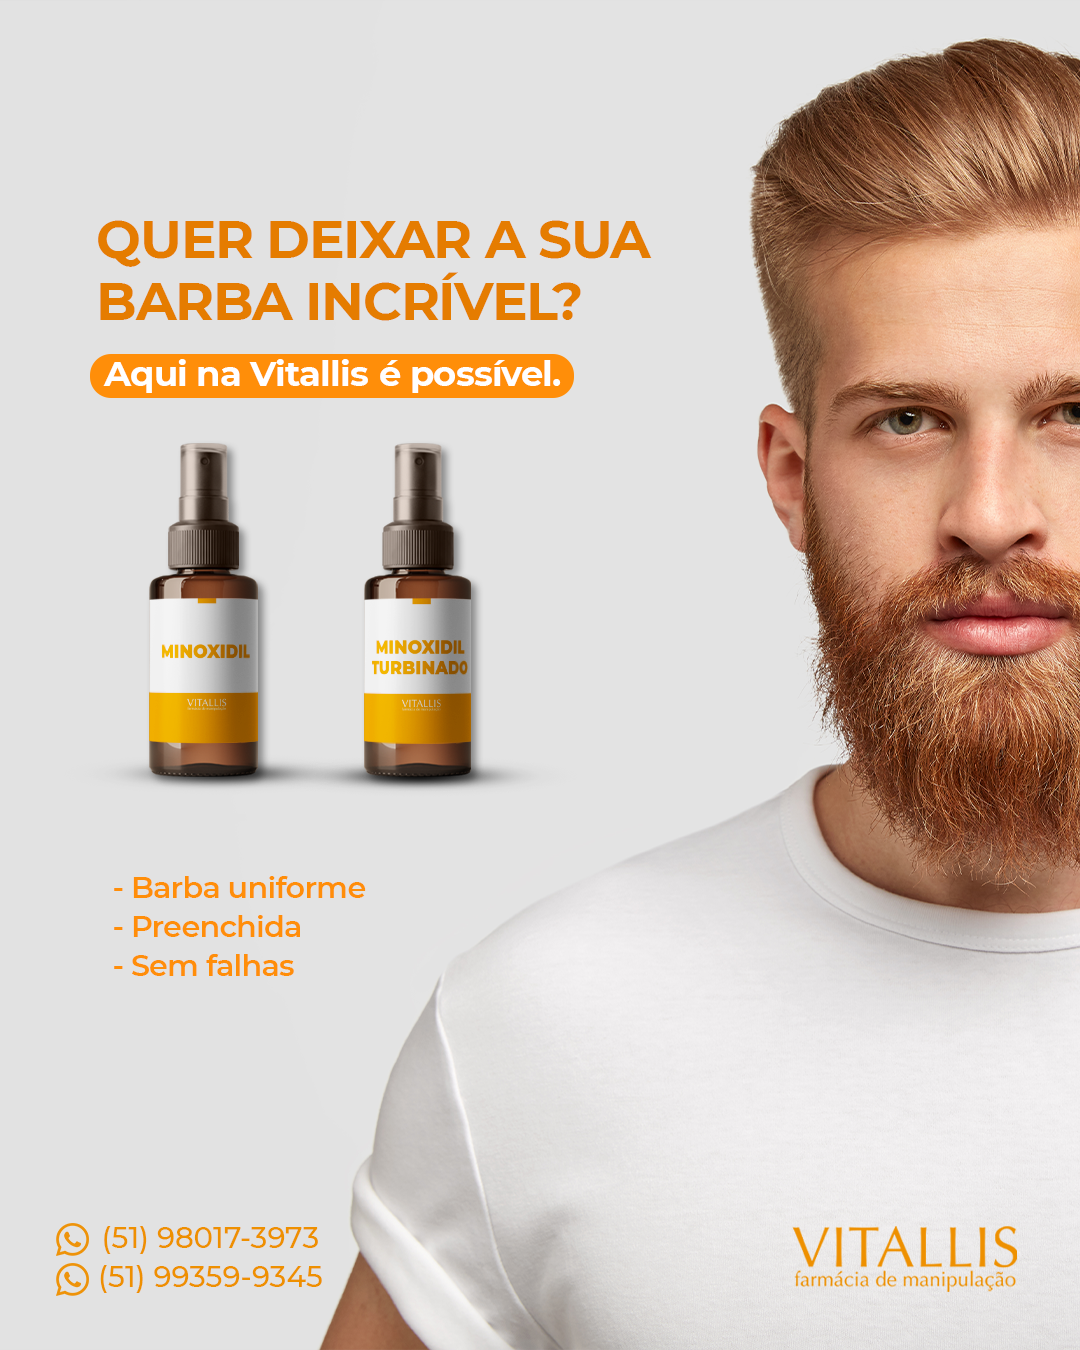 QUER DEIXAR A SUA
BARBA INCRÍVEL?
Aqui na Vitallis é possível.
MINOXIDIL
VITALLIS
MINOXIDIL
TURBINADO
VITALLIS
- Barba uniforme
- Preenchida
- Sem falhas
(51) 98017-3973
(51) 99359-9345
VITALLIS
farmácia de manipulação